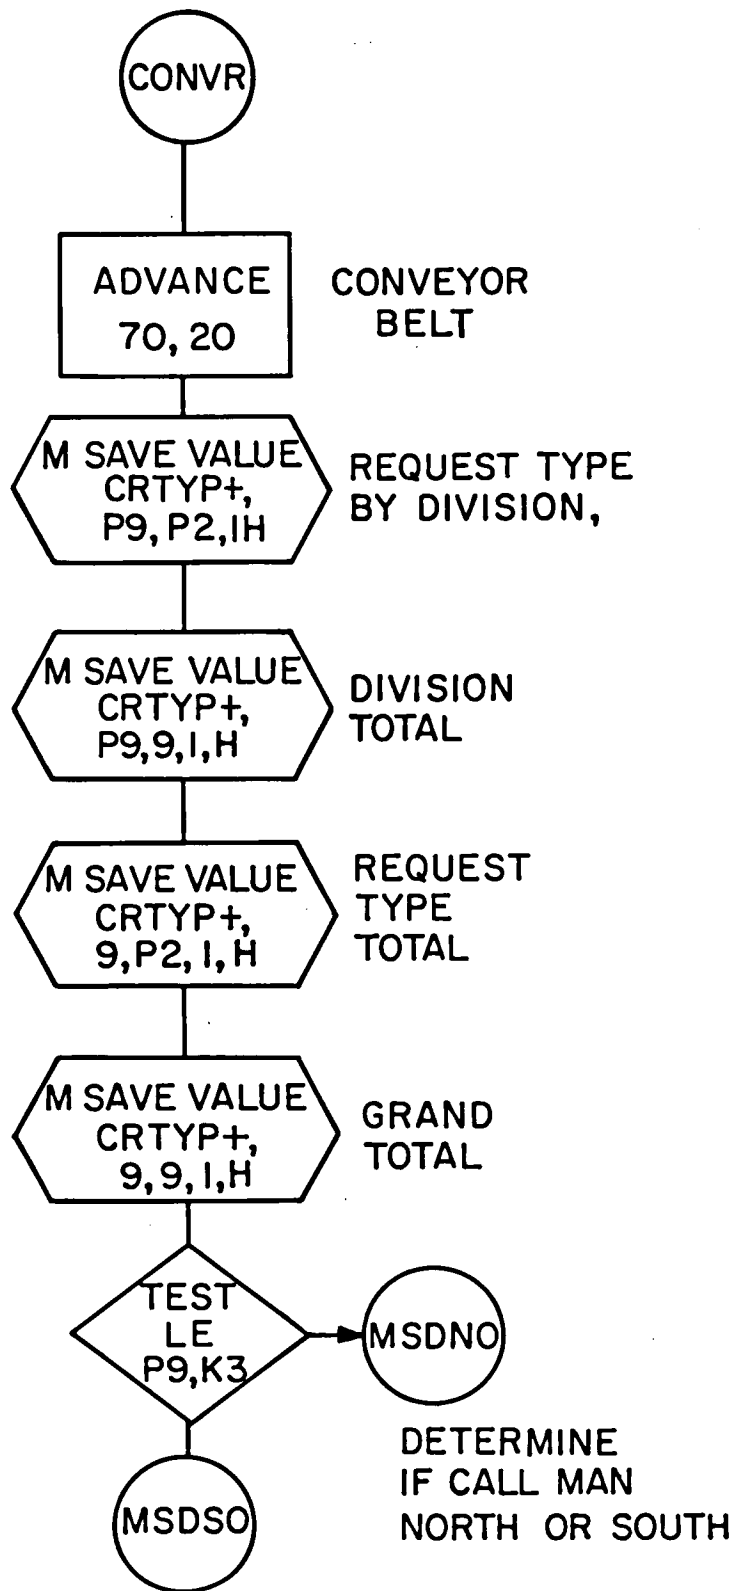 CONVR
ADVANCE
70, 20
CONVEYOR
BELT
M SAVE VALUE
CRTYP+,
P9, P2, 1H
REQUEST TYPE
BY DIVISION,
M SAVE VALUE
CRTYP+,
P9, 9, 1, H
DIVISION
TOTAL
M SAVE VALUE
CRTYP+,
9, P2, 1, H
REQUEST
TYPE
TOTAL
M SAVE VALUE
CRTYP+,
9, 9, 1, H
GRAND
TOTAL
TEST
LE
P9, K3
MSDNO
DETERMINE
IF CALL MAN
NORTH OR SOUTH
MSDSO